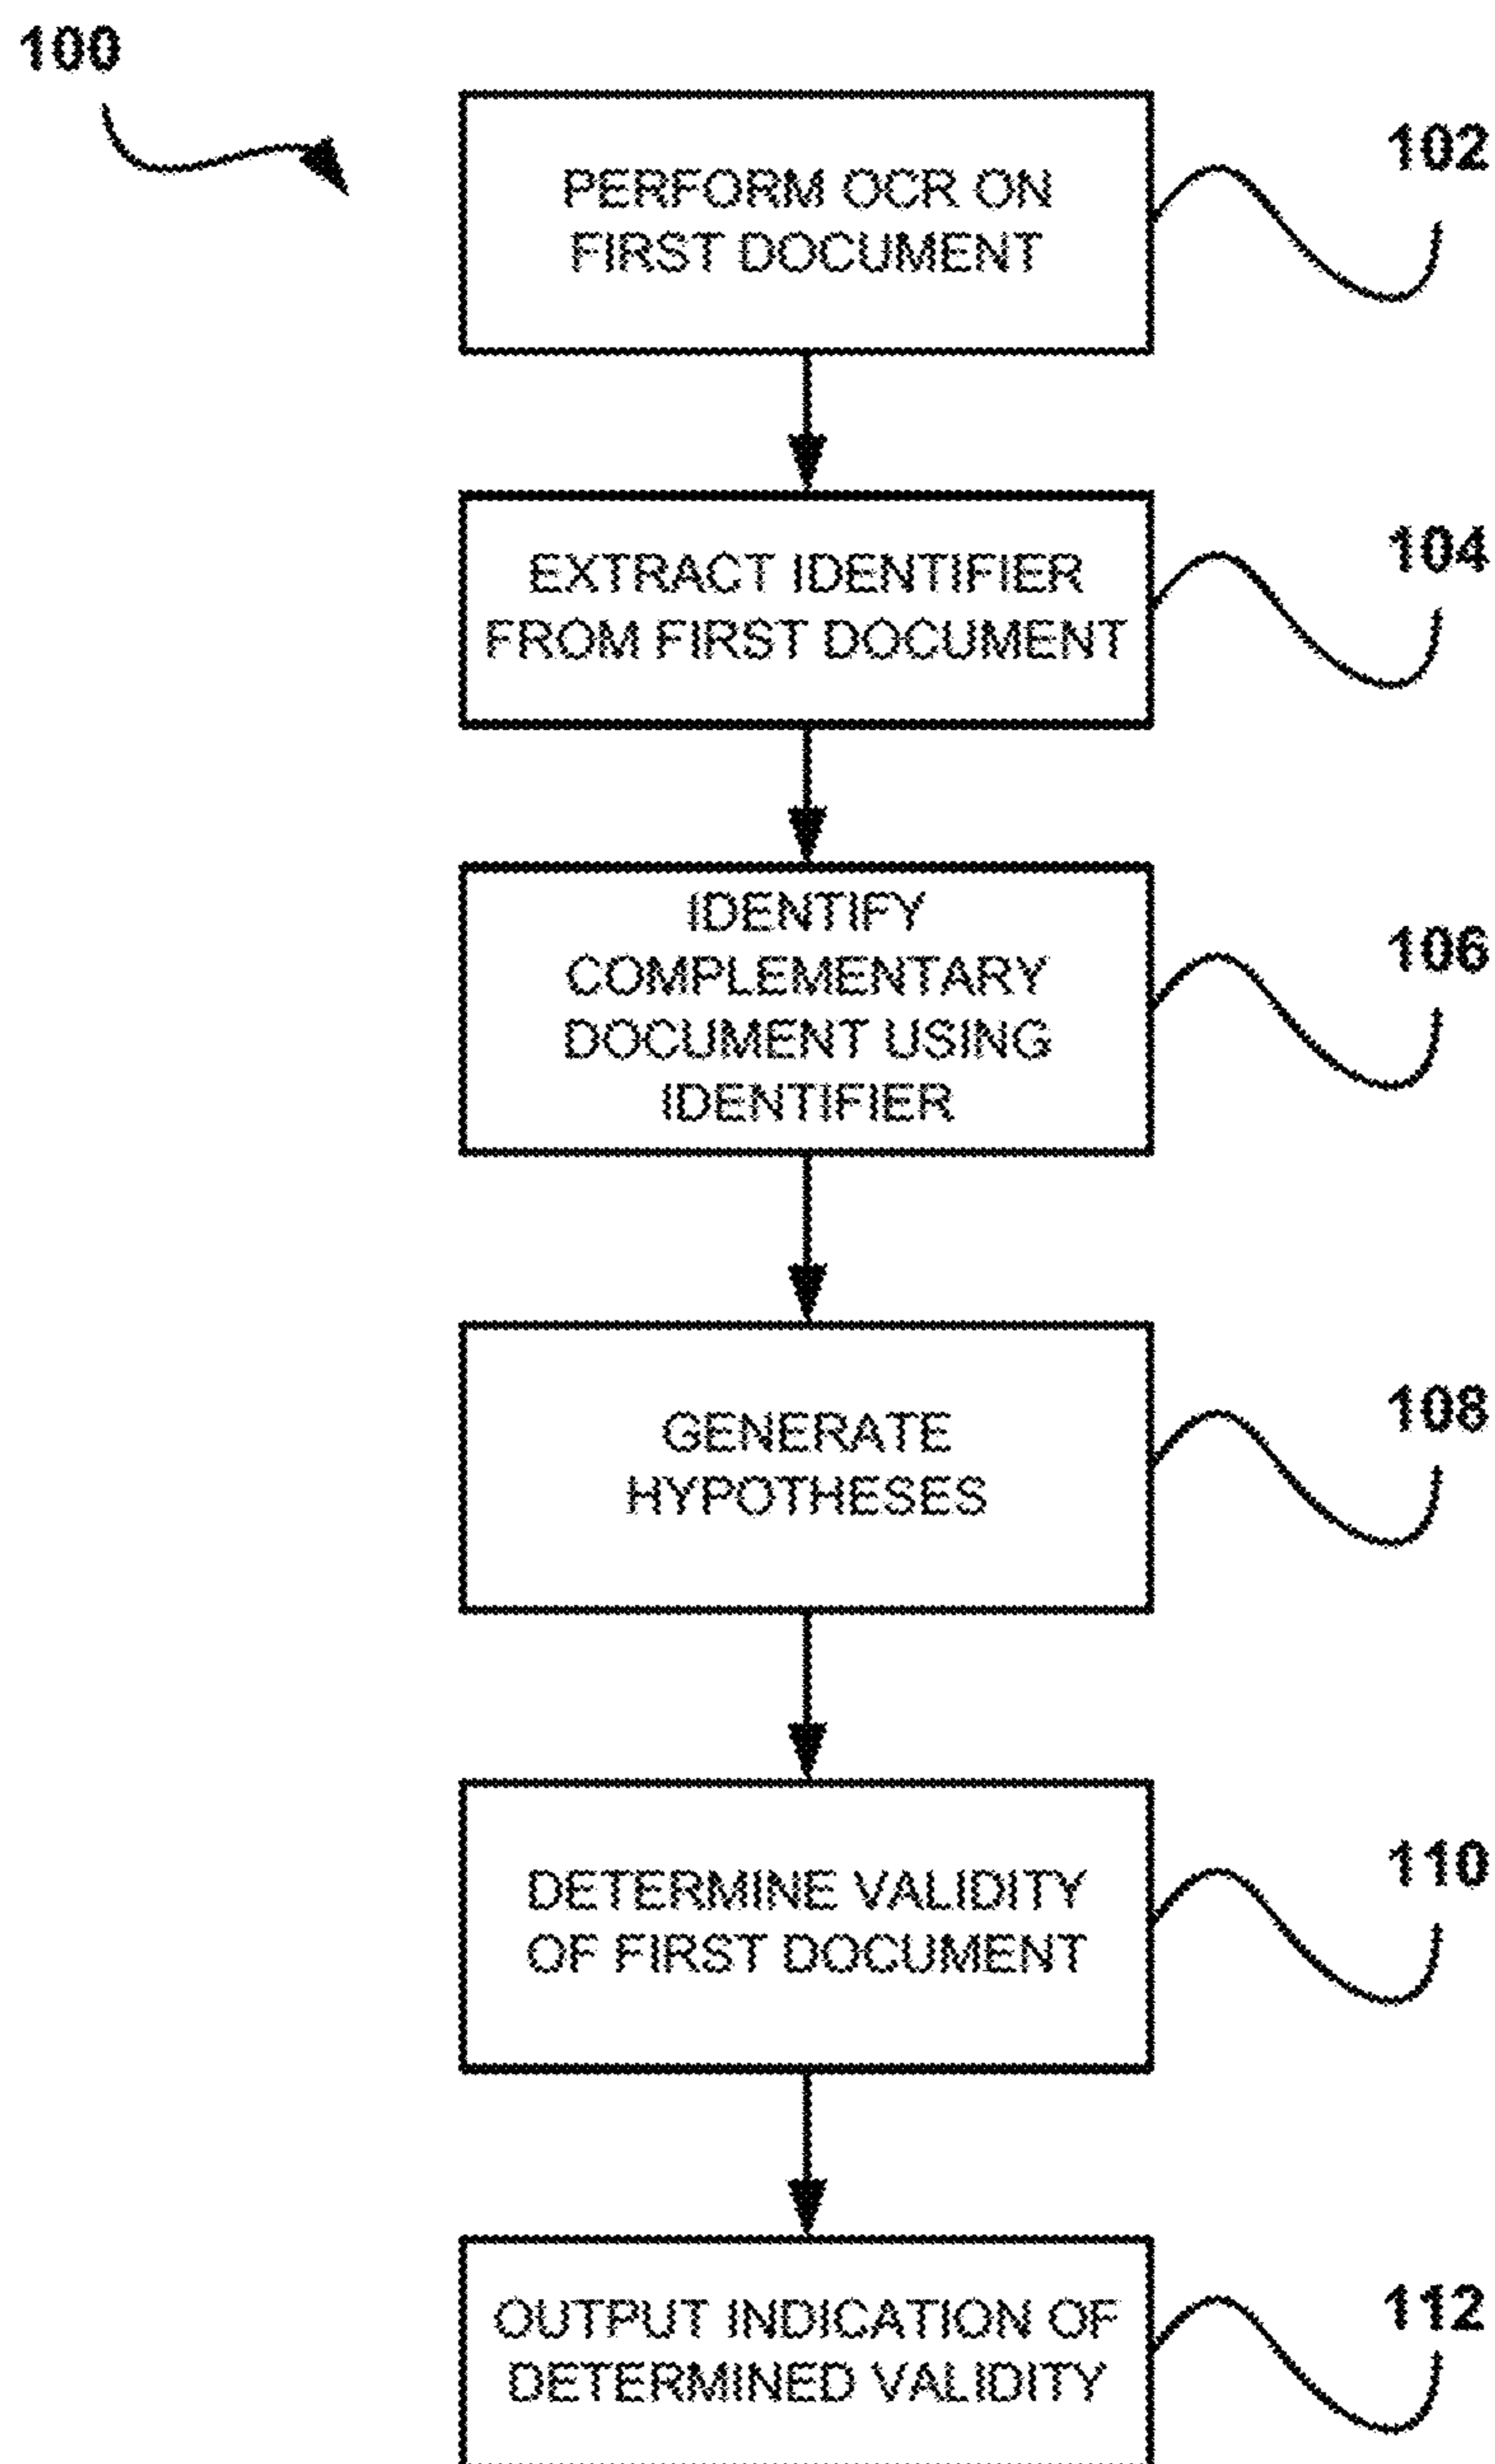 100
102
PERFORM OCR ON
FIRST DOCUMENT
104
EXTRACT IDENTIFIER
FROM FIRST DOCUMENT
106
IDENTIFY
COMPLEMENTARY
DOCUMENT USING
IDENTIFIER
108
GENERATE
HYPOTHESES
110
DETERMINE VALIDITY
OF FIRST DOCUMENT
112
OUTPUT INDICATION OF
DETERMINED VALIDITY